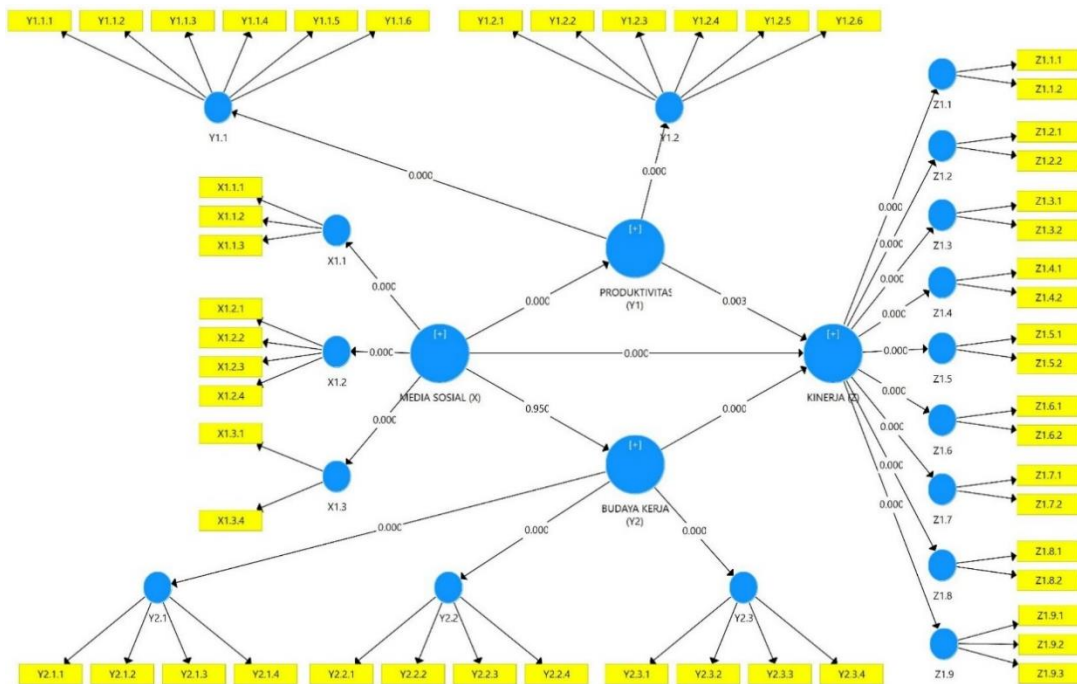 Y1.1.1 Y1.1.2 Y1.1.3 Y1.1.4 Y1.1.5 Y1.1.6
Y1.2.1 Y1.2.2 Y1.2.3 Y1.2.4 Y1.2.5 Y1.2.6
Y1.1
Y1.2
0.000
0.000
X1.1.1
X1.1.2
X1.1.3
X1.1
0.000
X1.2.1
X1.2.2
X1.2.3
X1.2.4
X1.2
0.000
X1.3.1
X1.3.4
X1.3
0.000
[+]
MEDIA SOSIAL (X)
0.000
[+]
PRODUKTIVITAS
(Y1)
0.003
0.000
0.950
[+]
BUDAYA KERJA
(Y2)
0.000
[+]
KINERJA (Z)
0.000
0.000
0.000
Y2.1
Y2.2
Y2.3
Y2.1.1 Y2.1.2 Y2.1.3 Y2.1.4
Y2.2.1 Y2.2.2 Y2.2.3 Y2.2.4
Y2.3.1 Y2.3.2 Y2.3.3 Y2.3.4
0.000
0.000
0.000
0.000
0.000
0.000
0.000
0.000
0.000
Z1.1
Z1.1.1
Z1.1.2
Z1.2
Z1.2.1
Z1.2.2
Z1.3
Z1.3.1
Z1.3.2
Z1.4
Z1.4.1
Z1.4.2
Z1.5
Z1.5.1
Z1.5.2
Z1.6
Z1.6.1
Z1.6.2
Z1.7
Z1.7.1
Z1.7.2
Z1.8
Z1.8.1
Z1.8.2
Z1.9
Z1.9.1
Z1.9.2
Z1.9.3